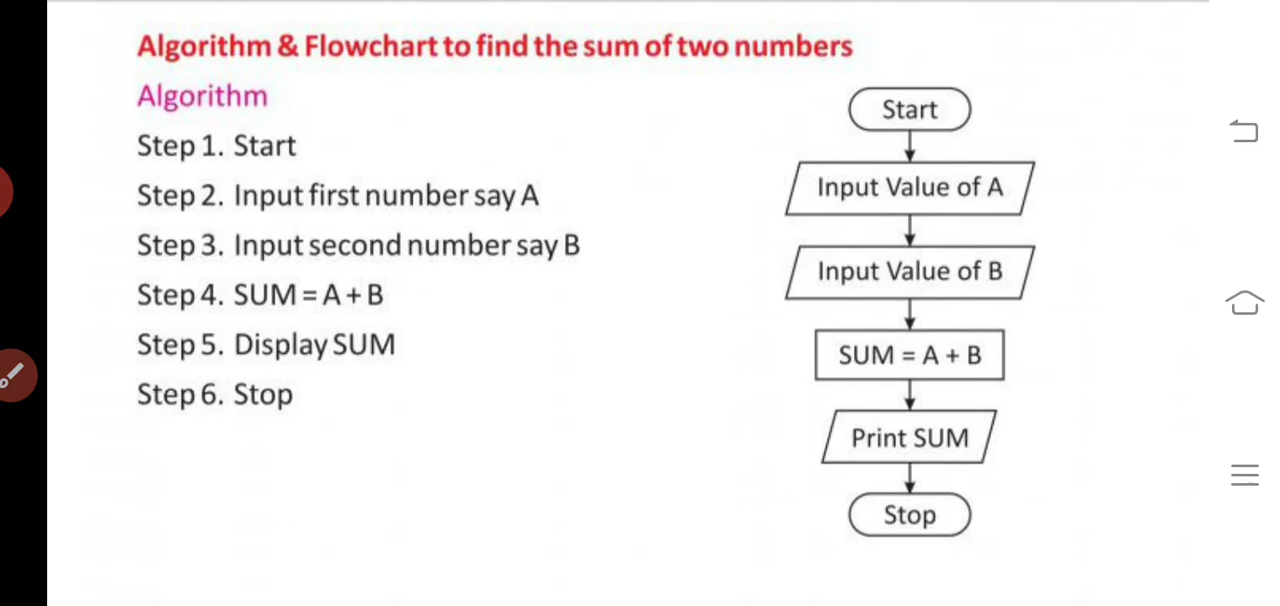 Algorithm & Flowchart to find the sum of two numbers
Algorithm
Step 1. Start
Step 2. Input first number say A
Step 3. Input second number say B
Step 4. SUM = A + B
Step 5. Display SUM
Step 6. Stop
Start
Input Value of A
Input Value of B
SUM = A + B
Print SUM
Stop